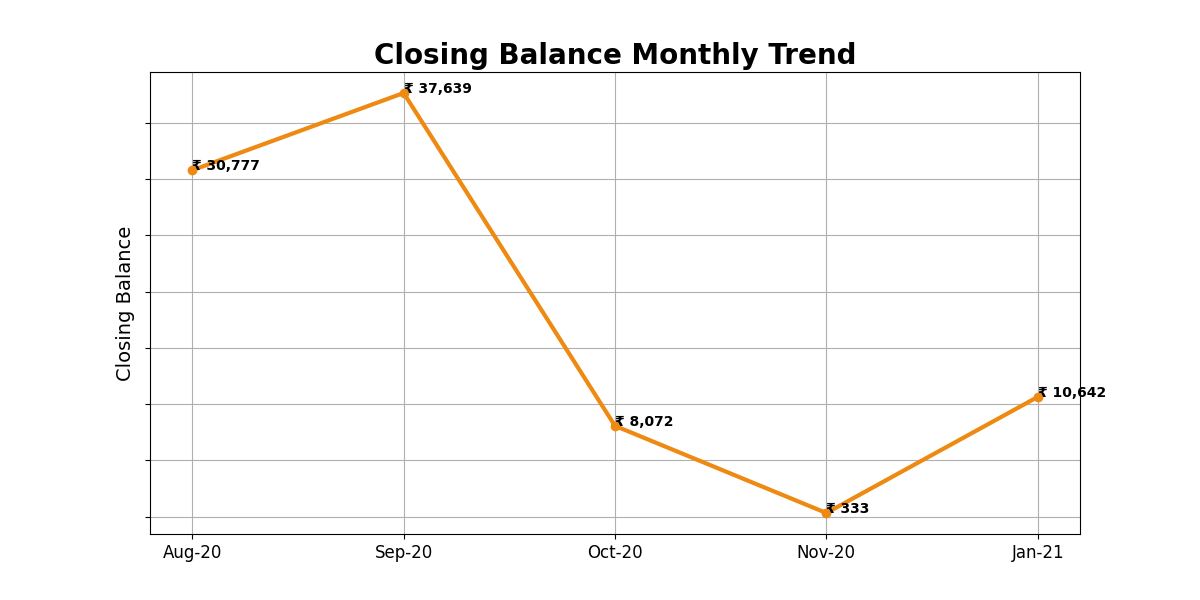 Closing Balance Monthly Trend
₹ 37,639
₹ 30,777
Closing Balance
₹ 10,642
₹ 8,072
₹ 333
Aug-20 Sep-20 Oct-20 Nov-20 Jan-21